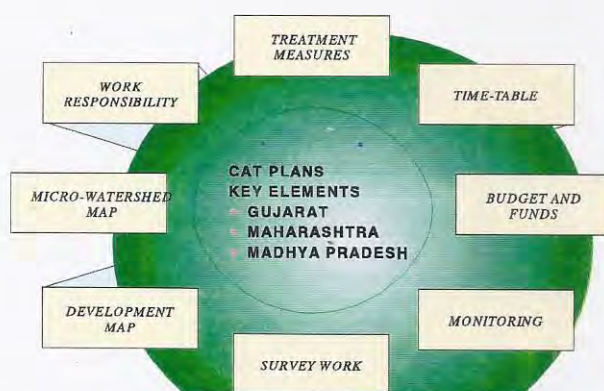 TREATMENT
MEASURES
WORK
RESPONSIBILITY
TIME-TABLE
CAT PLANS
KEY ELEMENTS
GUJARAT
MAHARASHTRA
MADHYA PRADESH
MICRO-WATERSHED
MAP
BUDGET AND
FUNDS
DEVELOPMENT
MAP
MONITORING
SURVEY WORK